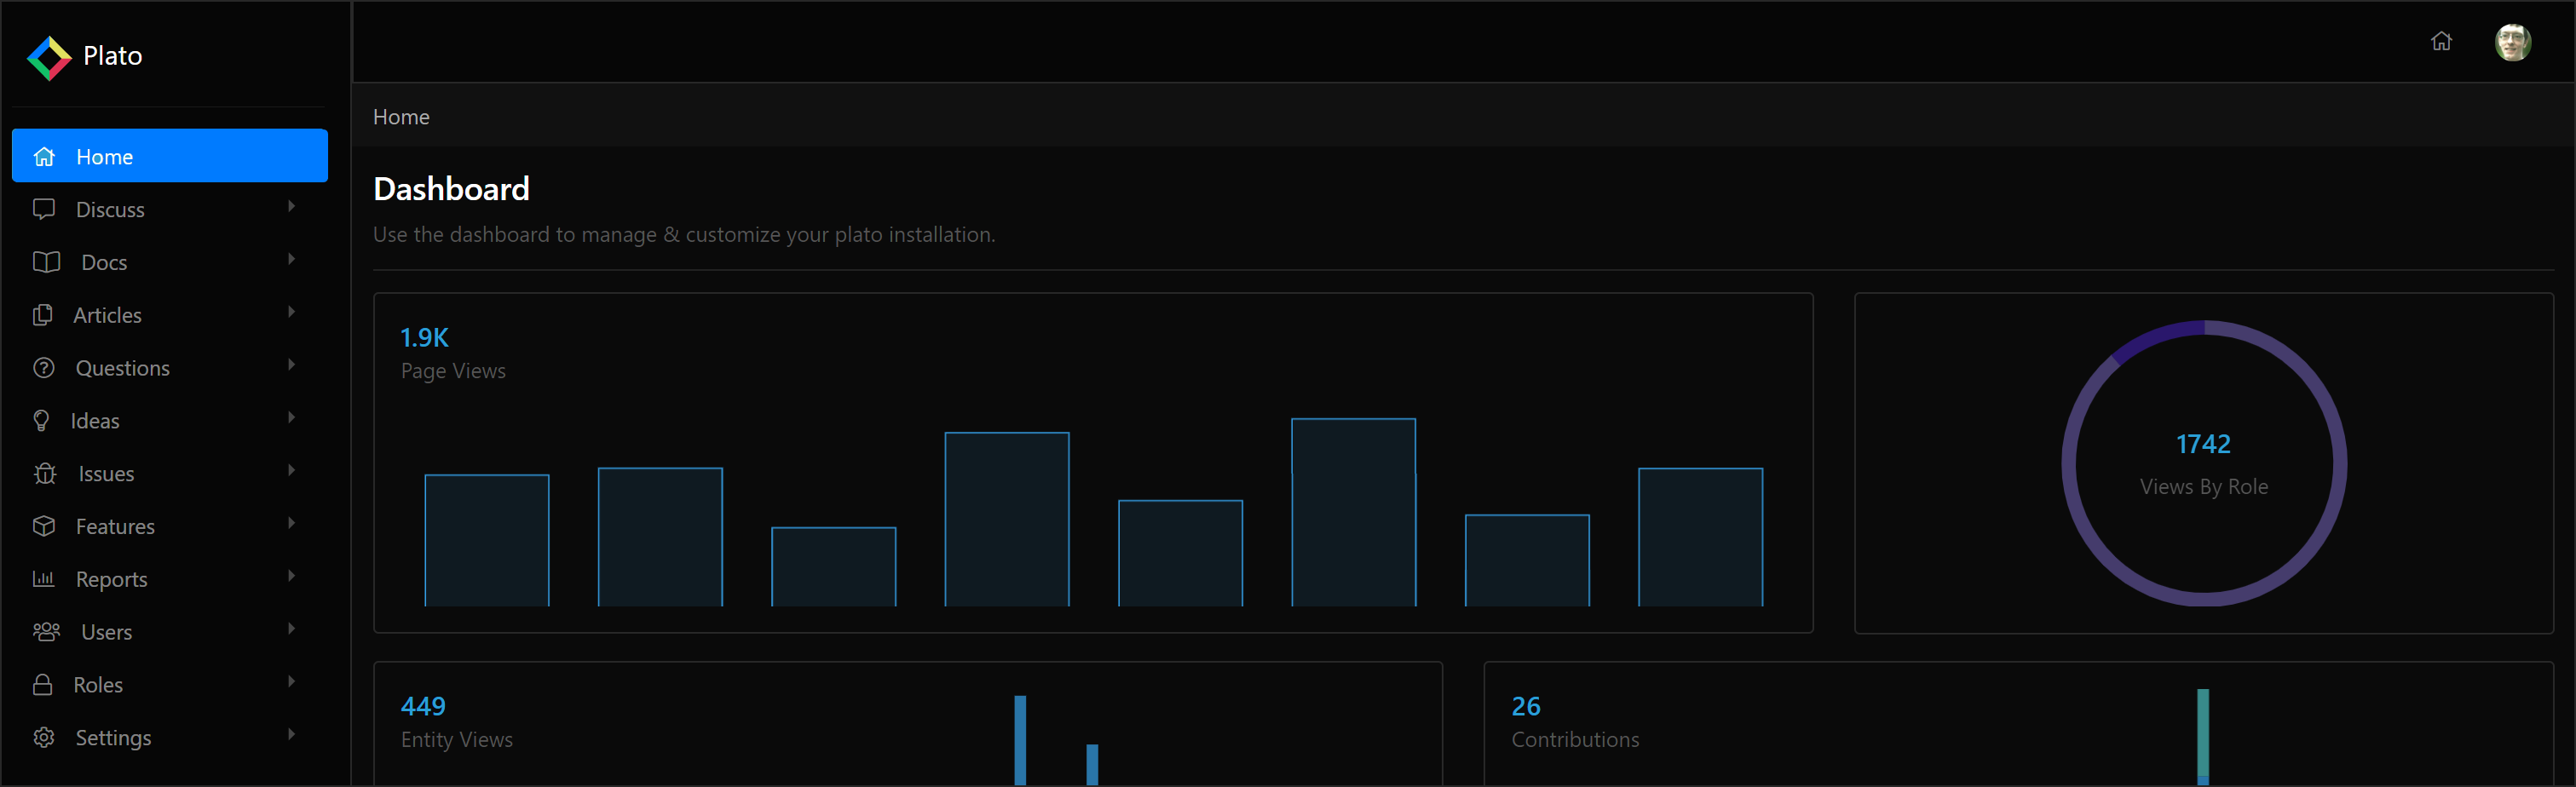 Plato
Home
Discuss
Docs
Articles
Questions
Ideas
Issues
Features
Reports
Users
Roles
Settings
Home
Dashboard
Use the dashboard to manage & customize your plato installation.
1.9K
Page Views
1742
Views By Role
449
Entity Views
26
Contributions